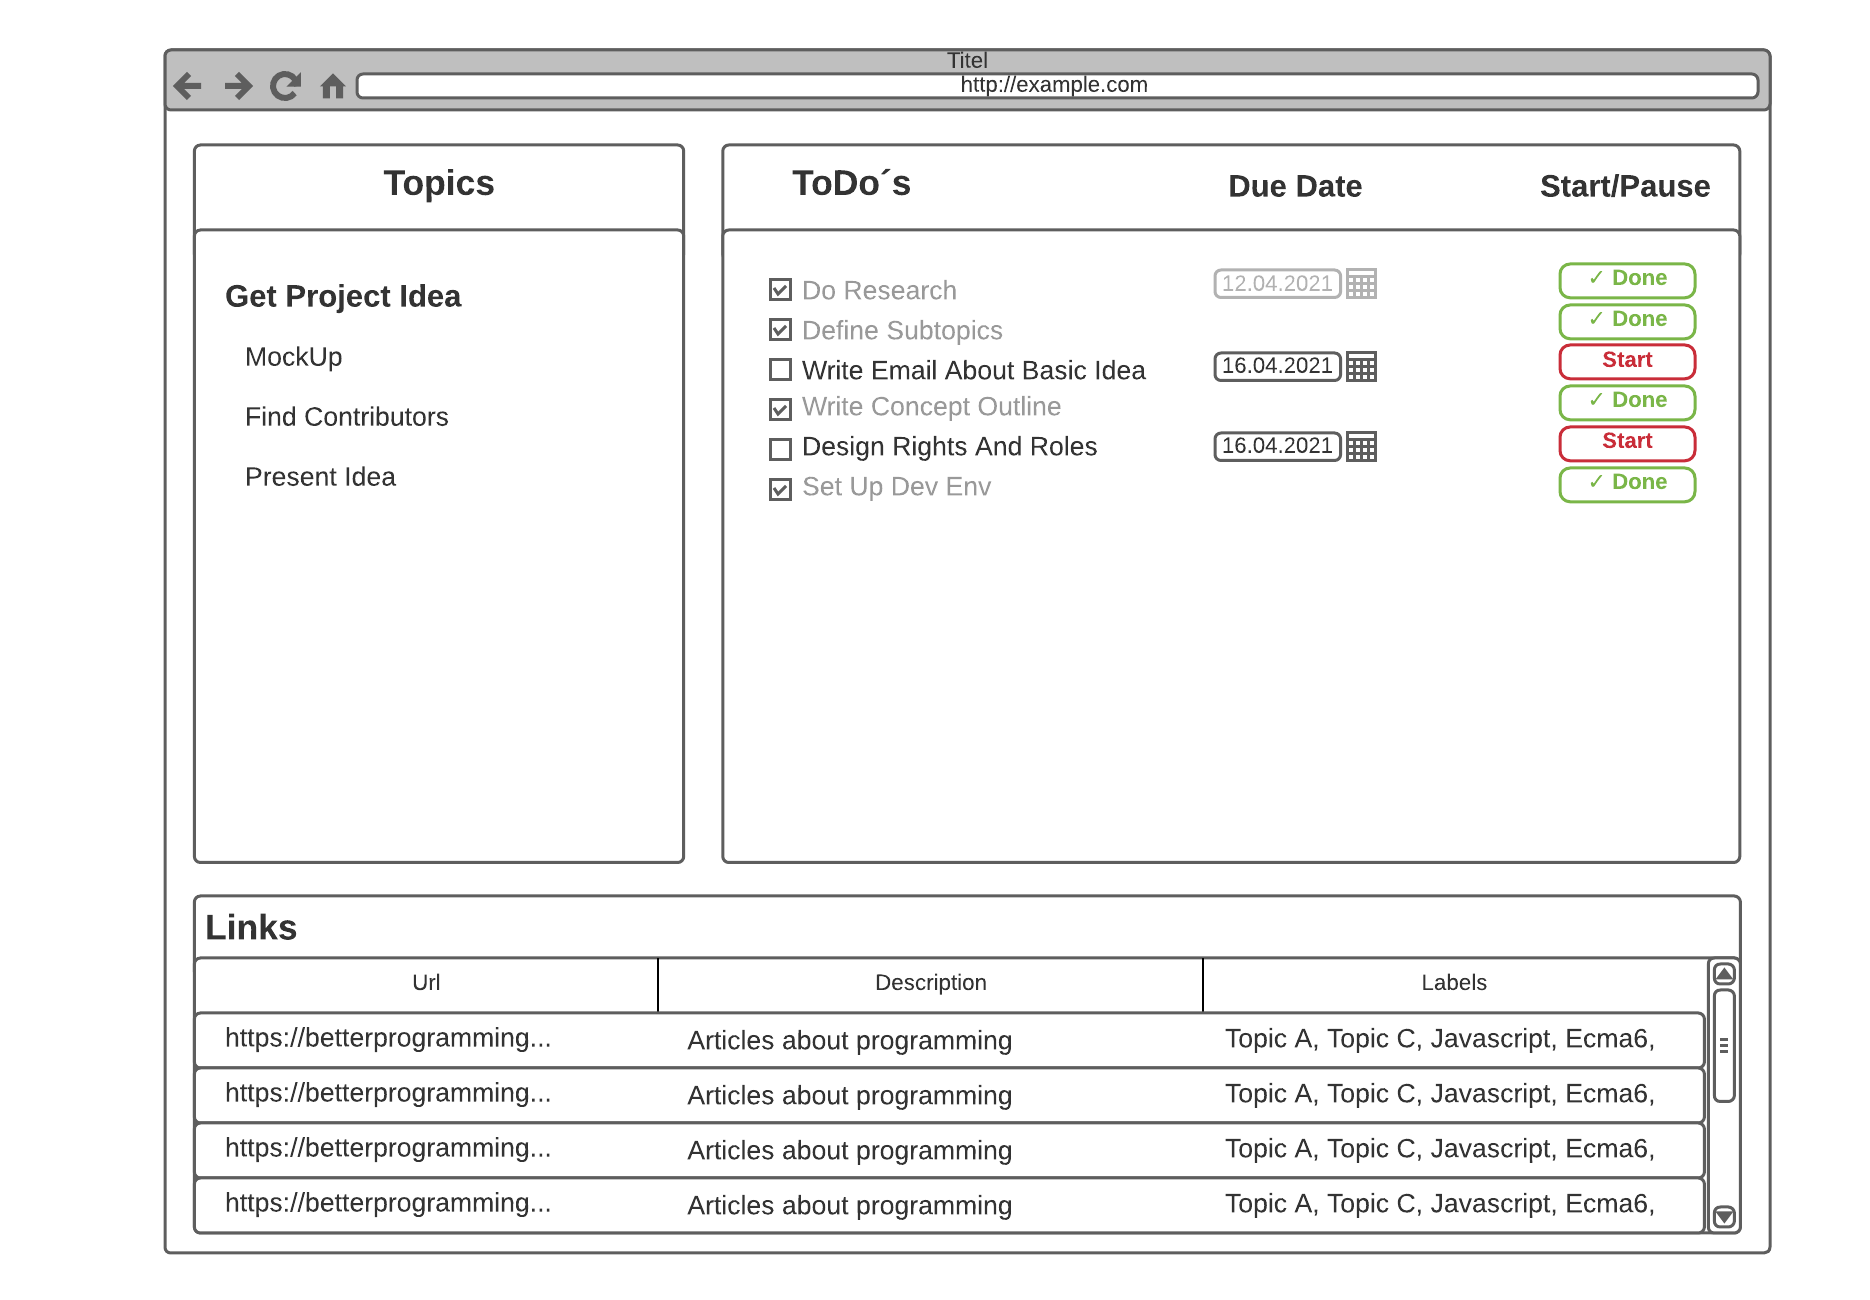 Titel
http://example.com
Topics
Get Project Idea
MockUp
Find Contributors
Present Idea
ToDo´s Due Date Start/Pause
Do Research 12.04.2021 ✓ Done
Define Subtopics ✓ Done
Write Email About Basic Idea 16.04.2021 Start
Write Concept Outline ✓ Done
Design Rights And Roles 16.04.2021 Start
Set Up Dev Env ✓ Done
Links
Url Description Labels
https://betterprogramming... Articles about programming Topic A, Topic C, Javascript, Ecma6,
https://betterprogramming... Articles about programming Topic A, Topic C, Javascript, Ecma6,
https://betterprogramming... Articles about programming Topic A, Topic C, Javascript, Ecma6,
https://betterprogramming... Articles about programming Topic A, Topic C, Javascript, Ecma6,